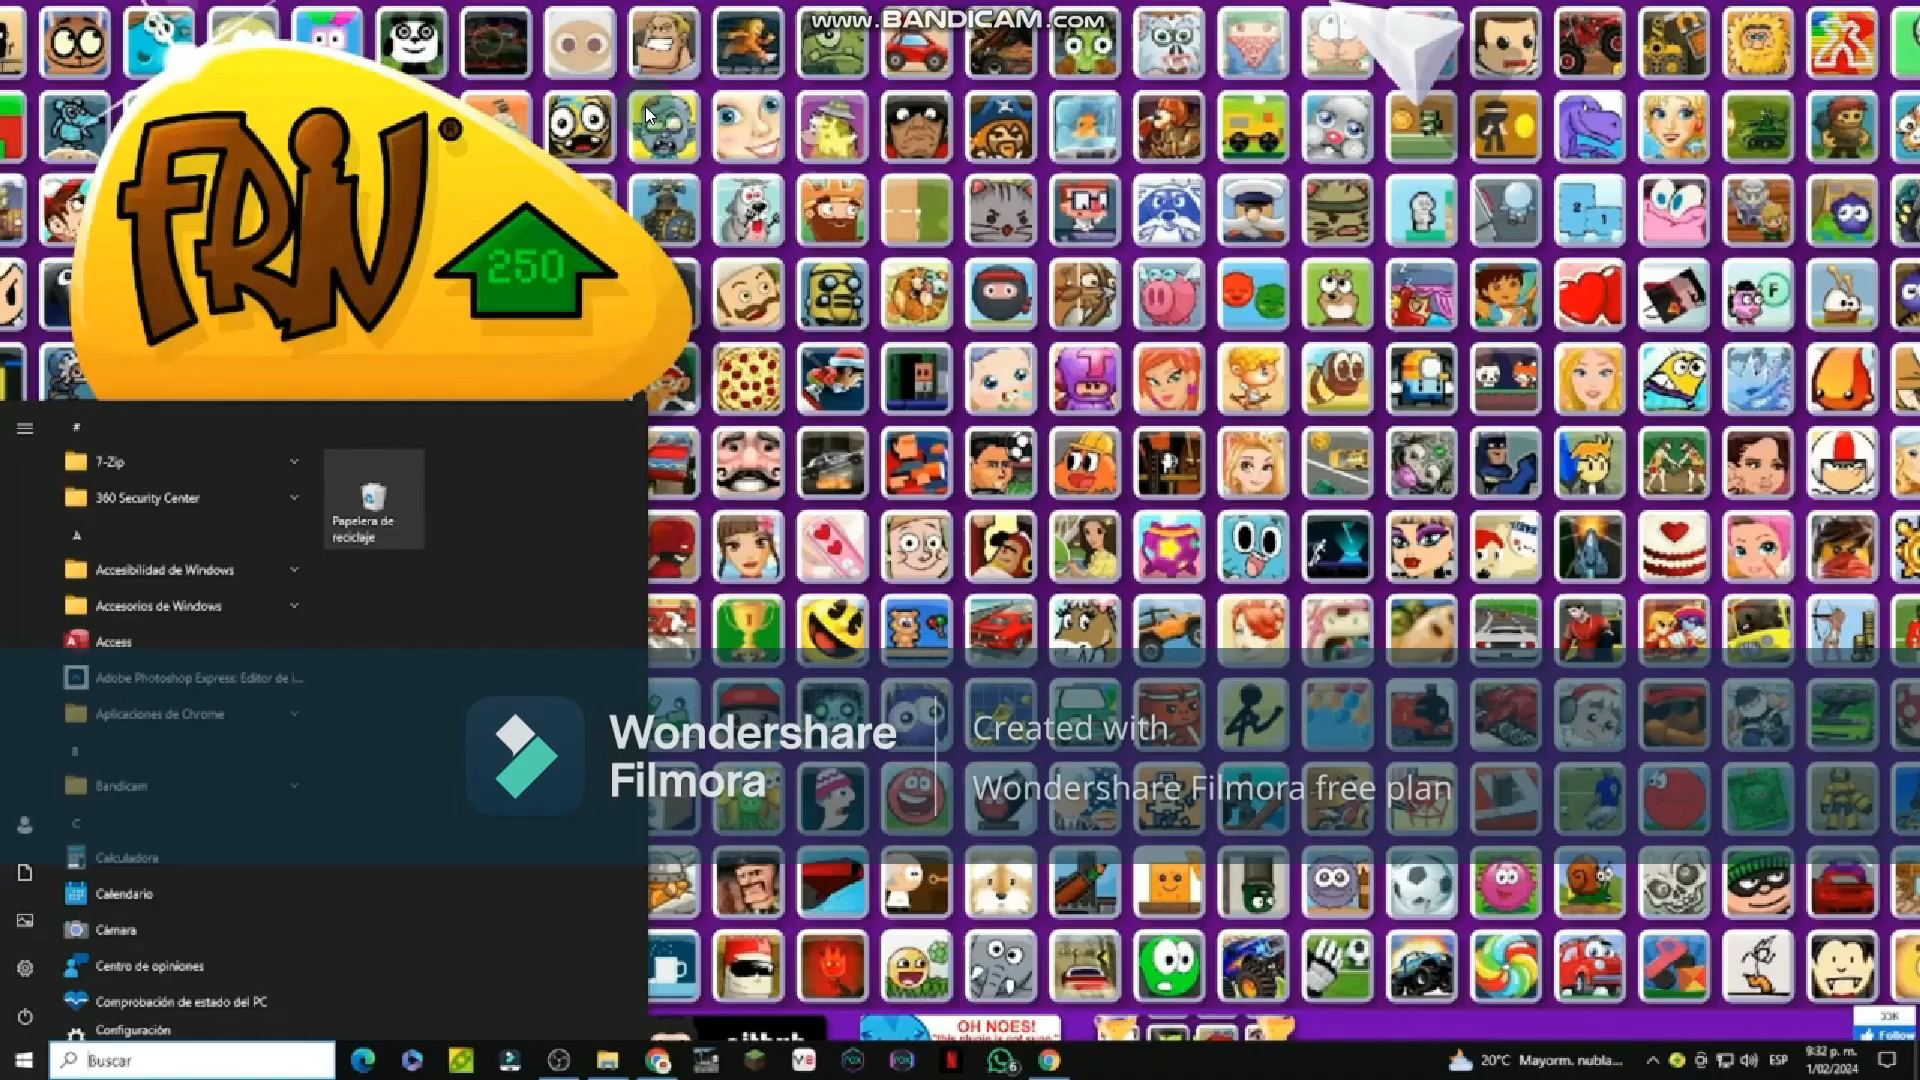 www.BANDICAM.com
FRIV®
250
#
7-Zip
360 Security Center
Papelera de
reciclaje
A
Accesibilidad de Windows
Accesorios de Windows
Access
Adobe Photoshop Express: Editor de i...
Aplicaciones de Chrome
B
Bandicam
C
Calculadora
Calendario
Cámara
Centro de opiniones
Comprobación de estado del PC
Configuración
Wondershare
Filmora
Created with
Wondershare Filmora free plan
OH NOES!
33K
Follow
Buscar
20°C Mayorm. nubla...
ESP
9:32 p. m.
1/02/2024